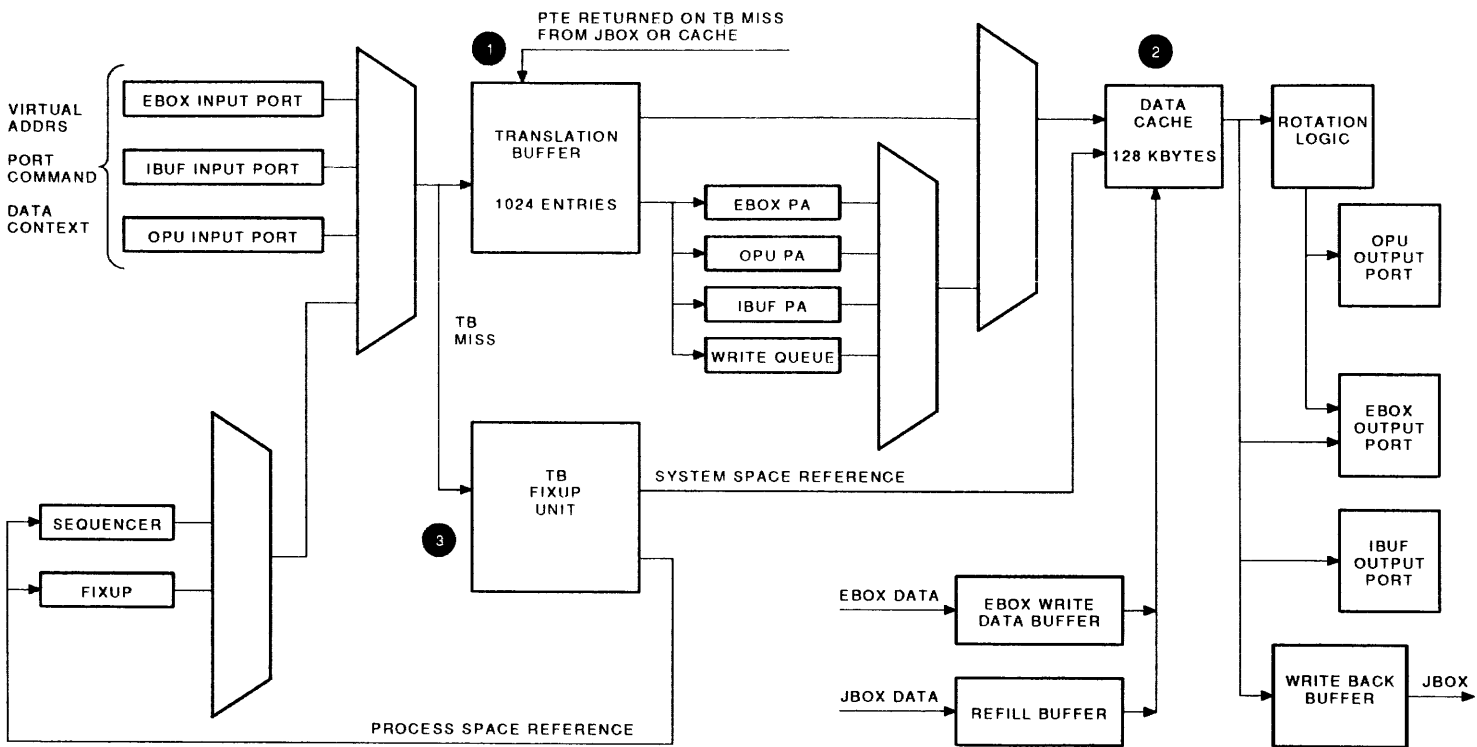 PTE RETURNED ON TB MISS
FROM JBOX OR CACHE
1
2
VIRTUAL
ADDRS
PORT
COMMAND
DATA
CONTEXT
EBOX INPUT PORT
IBUF INPUT PORT
OPU INPUT PORT
TRANSLATION
BUFFER
1024 ENTRIES
EBOX PA
OPU PA
IBUF PA
WRITE QUEUE
DATA
CACHE
128 KBYTES
ROTATION
LOGIC
OPU
OUTPUT
PORT
TB
MISS
EBOX
OUTPUT
PORT
TB
FIXUP
UNIT
3
SYSTEM SPACE REFERENCE
SEQUENCER
FIXUP
IBUF
OUTPUT
PORT
EBOX DATA
EBOX WRITE
DATA BUFFER
JBOX DATA
REFILL BUFFER
WRITE BACK
BUFFER
JBOX
PROCESS SPACE REFERENCE